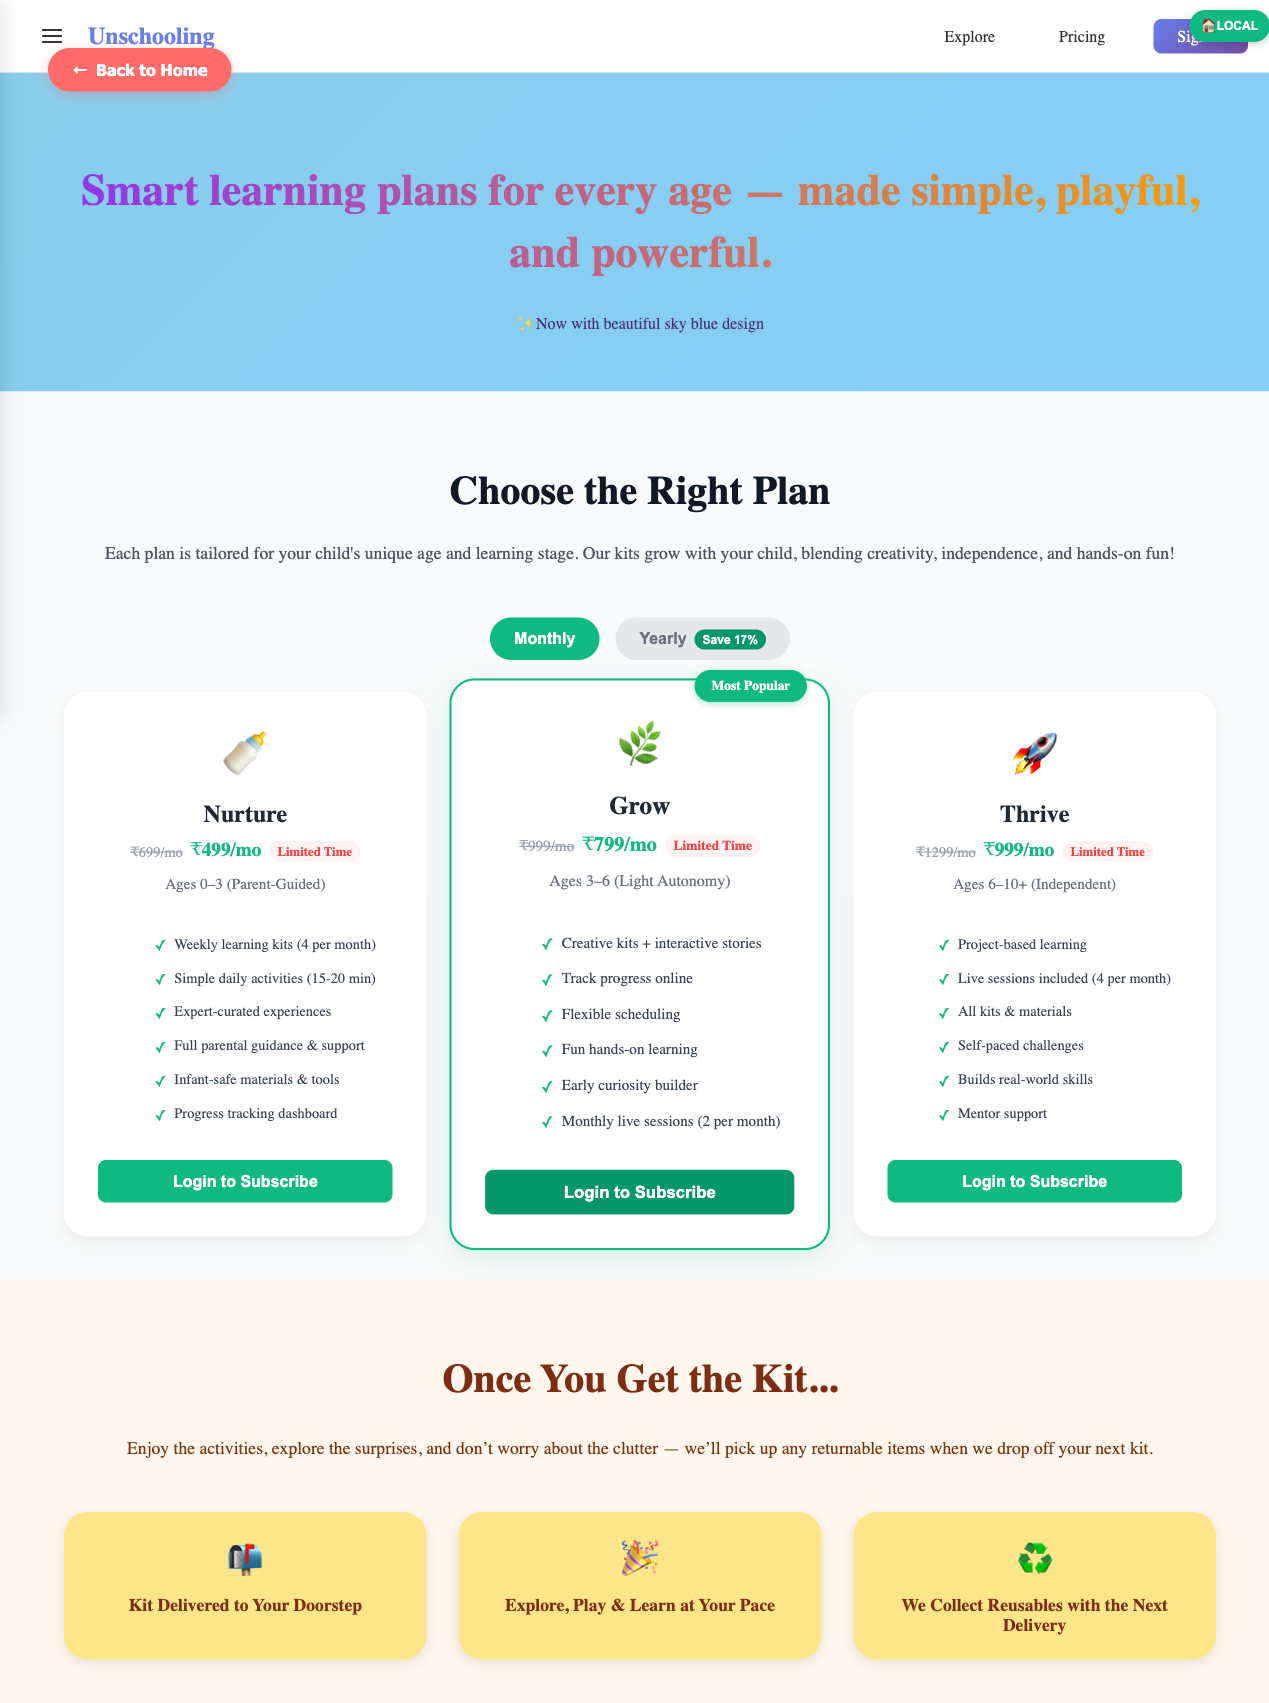 Unschooling
Explore
Pricing
LOCAL
← Back to Home
Smart learning plans for every age — made simple, playful,
and powerful.
✨Now with beautiful sky blue design
Choose the Right Plan
Each plan is tailored for your child's unique age and learning stage. Our kits grow with your child, blending creativity, independence, and hands-on fun!
Monthly
Yearly Save 17%
Nurture
₹699/mo ₹499/mo Limited Time
Ages 0–3 (Parent-Guided)
✓ Weekly learning kits (4 per month)
✓ Simple daily activities (15-20 min)
✓ Expert-curated experiences
✓ Full parental guidance & support
✓ Infant-safe materials & tools
✓ Progress tracking dashboard
Login to Subscribe
Most Popular
Grow
₹999/mo ₹799/mo Limited Time
Ages 3–6 (Light Autonomy)
✓ Creative kits + interactive stories
✓ Track progress online
✓ Flexible scheduling
✓ Fun hands-on learning
✓ Early curiosity builder
✓ Monthly live sessions (2 per month)
Login to Subscribe
Thrive
₹1299/mo ₹999/mo Limited Time
Ages 6–10+ (Independent)
✓ Project-based learning
✓ Live sessions included (4 per month)
✓ All kits & materials
✓ Self-paced challenges
✓ Builds real-world skills
✓ Mentor support
Login to Subscribe
Once You Get the Kit...
Enjoy the activities, explore the surprises, and don’t worry about the clutter — we’ll pick up any returnable items when we drop off your next kit.
Kit Delivered to Your Doorstep
Explore, Play & Learn at Your Pace
We Collect Reusables with the Next
Delivery